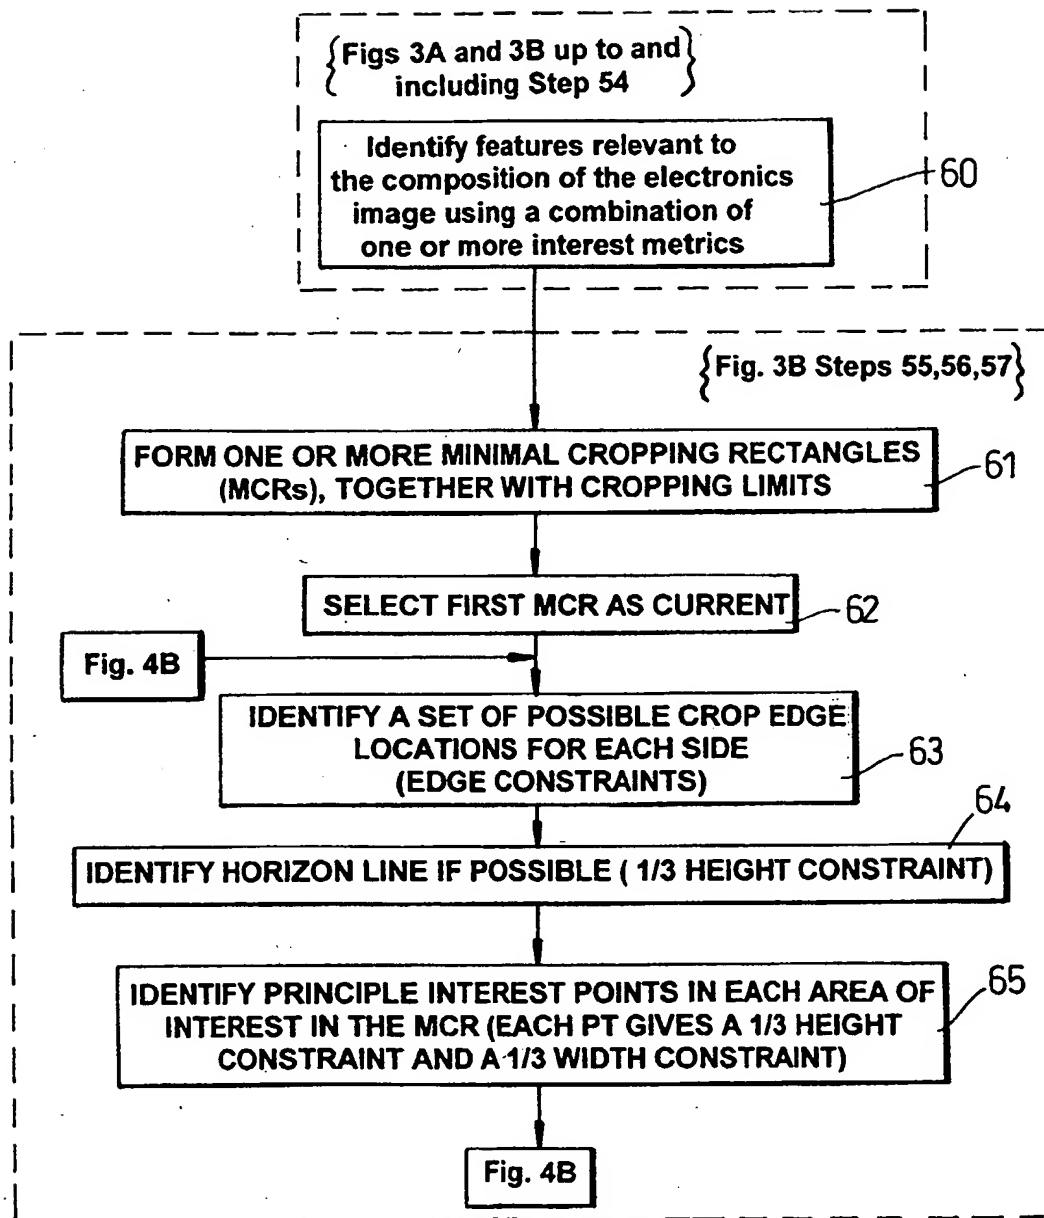 {Figs 3A and 3B up to and
including Step 54}
Identify features relevant to
the composition of the electronics
image using a combination of
one or more interest metrics
60
{Fig. 3B Steps 55,56,57}
FORM ONE OR MORE MINIMAL CROPPING RECTANGLES
(MCRs), TOGETHER WITH CROPPING LIMITS
61
SELECT FIRST MCR AS CURRENT
62
Fig. 4B
IDENTIFY A SET OF POSSIBLE CROP EDGE
LOCATIONS FOR EACH SIDE
(EDGE CONSTRAINTS)
63
64
IDENTIFY HORIZON LINE IF POSSIBLE ( 1/3 HEIGHT CONSTRAINT)
IDENTIFY PRINCIPLE INTEREST POINTS IN EACH AREA OF
INTEREST IN THE MCR (EACH PT GIVES A 1/3 HEIGHT
CONSTRAINT AND A 1/3 WIDTH CONSTRAINT)
65
Fig. 4B